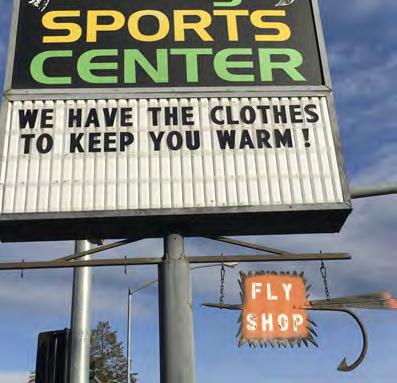 SPORTS
CENTER
WE HAVE THE CLOTHES
TO KEEP YOU WARM!
FLY
SHOP